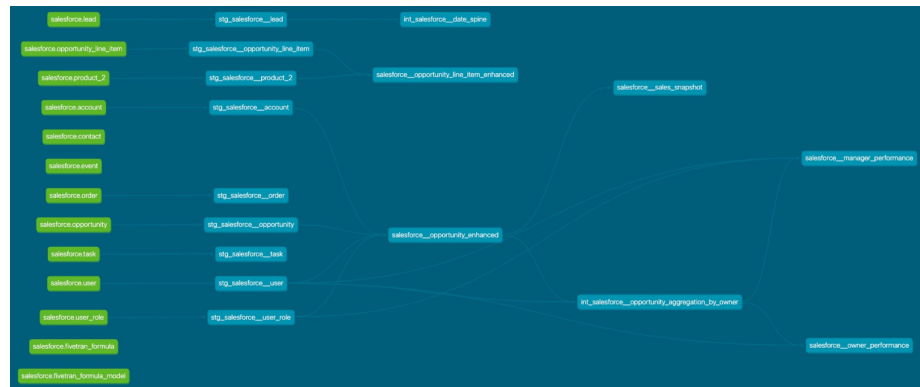 salesforce.lead
stg_salesforce__lead
int_salesforce__date_spine
salesforce.opportunity_line_item
stg_salesforce__opportunity_line_item
salesforce.product_2
stg_salesforce__product_2
salesforce__opportunity_line_item_enhanced
salesforce__sales_snapshot
salesforce.account
stg_salesforce__account
salesforce.contact
salesforce__manager_performance
salesforce.event
salesforce.order
stg_salesforce__order
salesforce.opportunity
stg_salesforce__opportunity
salesforce__opportunity_enhanced
salesforce.task
stg_salesforce__task
salesforce.user
stg_salesforce__user
int_salesforce__opportunity_aggregation_by_owner
salesforce.user_role
stg_salesforce__user_role
salesforce.fivetran_formula
salesforce__owner_performance
salesforce.fivetran_formula_model